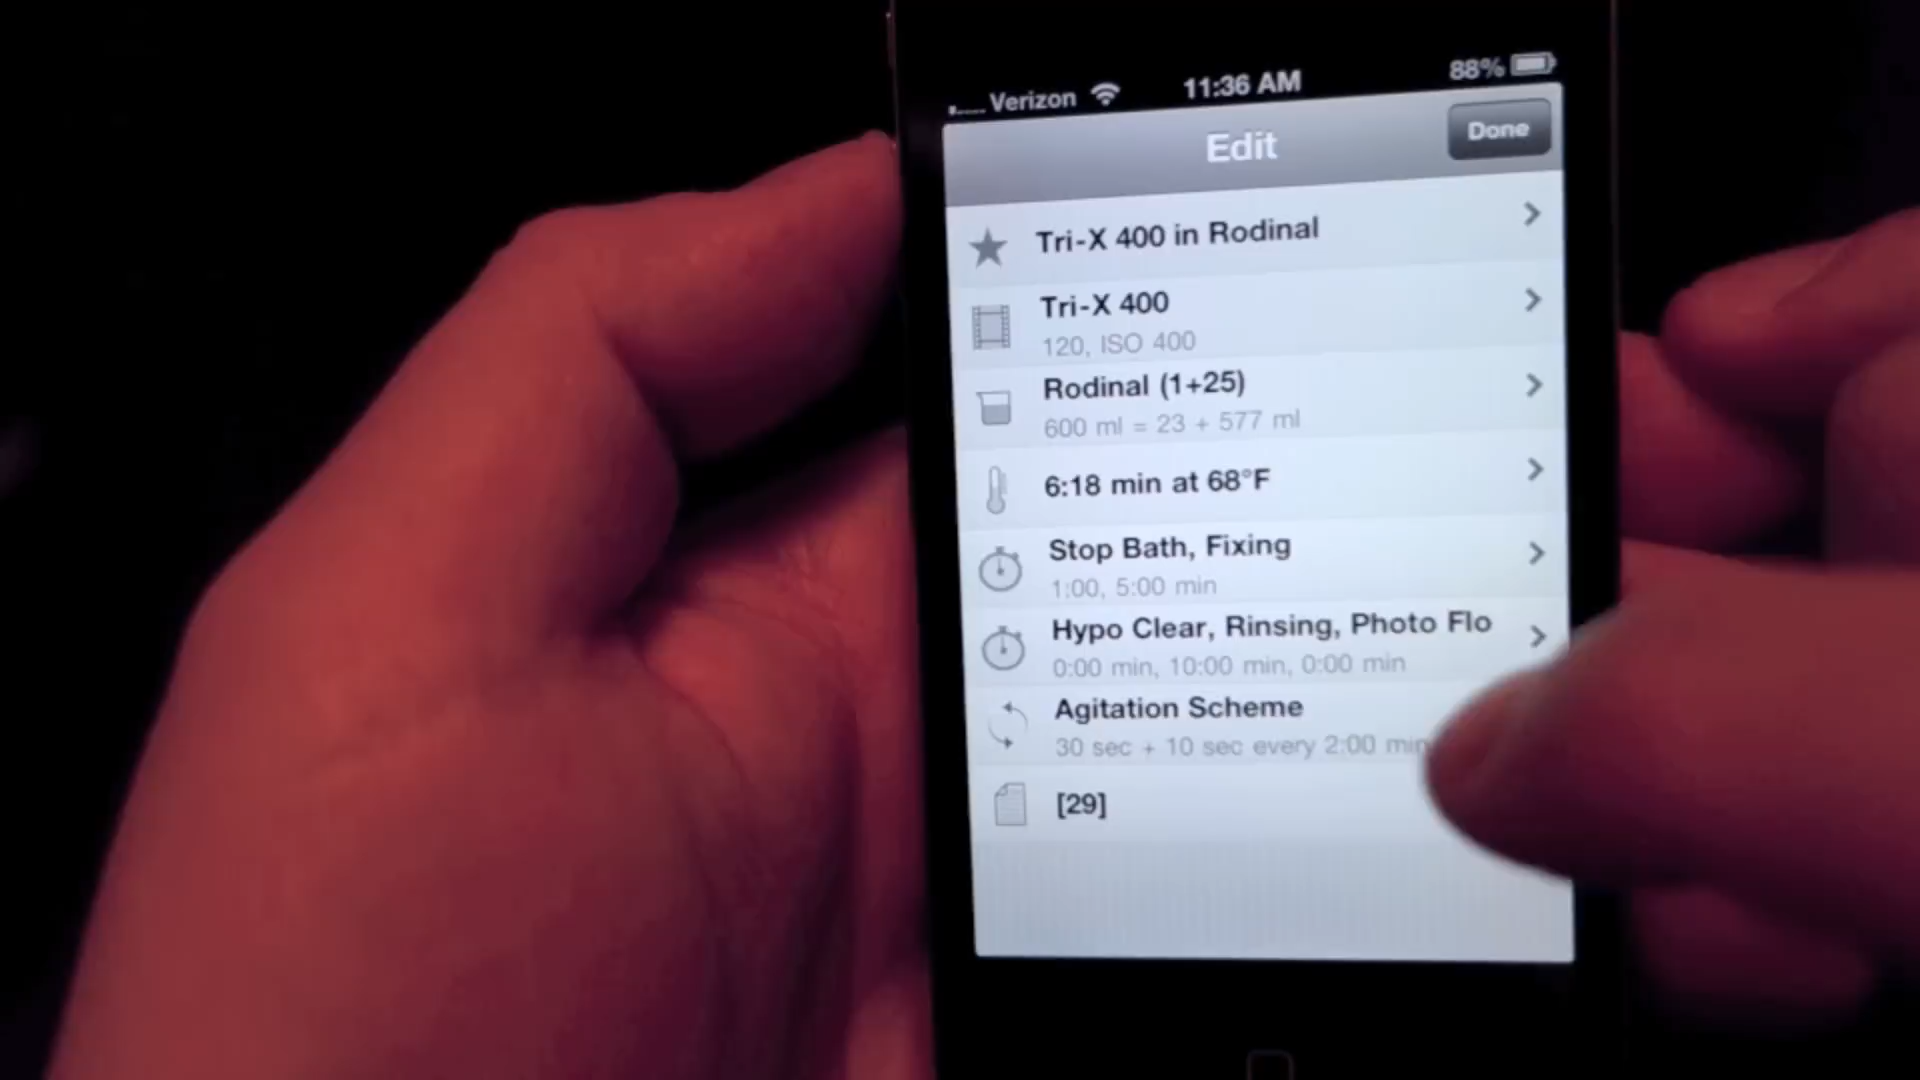 Verizon 11:36 AM 88%
Edit
Done
Tri-X 400 in Rodinal
Tri-X 400
120, ISO 400
Rodinal (1+25)
600 ml = 23 + 577 ml
6:18 min at 68°F
Stop Bath, Fixing
1:00, 5:00 min
Hypo Clear, Rinsing, Photo Flo
0:00 min, 10:00 min, 0:00 min
Agitation Scheme
30 sec + 10 sec every 2:00 min
[29]